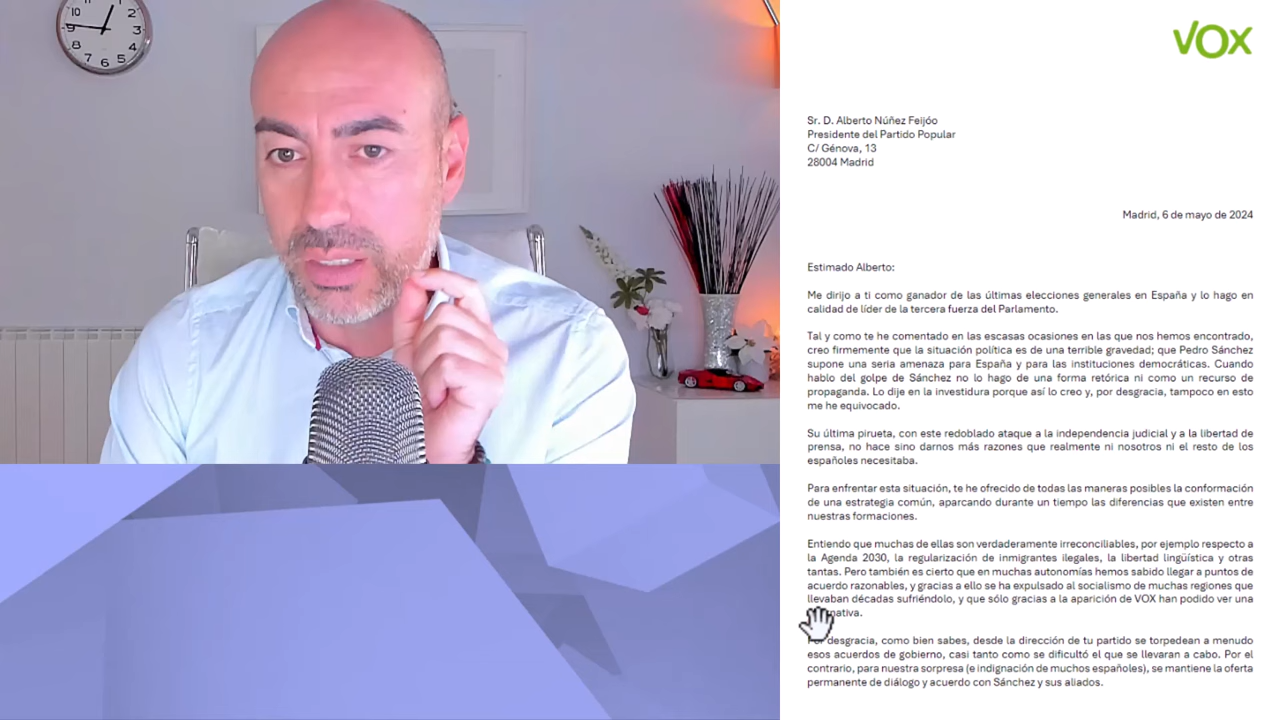 VOX
Sr. D. Alberto Núñez Feijóo
Presidente del Partido Popular
C/ Génova, 13
28004 Madrid
Madrid, 6 de mayo de 2024
Estimado Alberto:
Me dirijo a ti como ganador de las últimas elecciones generales en España y lo hago en
calidad de líder de la tercera fuerza del Parlamento.
Tal y como te he comentado en las escasas ocasiones en las que nos hemos encontrado,
creo firmemente que la situación política es de una terrible gravedad; que Pedro Sánchez
supone una seria amenaza para España y para las instituciones democráticas. Cuando
hablo del golpe de Sánchez no lo hago de una forma retórica ni como un recurso de
propaganda. Lo dije en la investidura porque así lo creo y, por desgracia, tampoco en esto
me he equivocado.
Su última pirueta, con este redoblado ataque a la independencia judicial y a la libertad de
prensa, no hace sino darnos más razones que realmente ni nosotros ni el resto de los
españoles necesitaba.
Para enfrentar esta situación, te he ofrecido de todas las maneras posibles la conformación
de una estrategia común, aparcando durante un tiempo las diferencias que existen entre
nuestras formaciones.
Entiendo que muchas de ellas son verdaderamente irreconciliables, por ejemplo respecto a
la Agenda 2030, la regularización de inmigrantes ilegales, la libertad lingüística y otras
tantas. Pero también es cierto que en muchas autonomías hemos sabido llegar a puntos de
acuerdo razonables, y gracias a ello se ha expulsado al socialismo de muchas regiones que
llevaban décadas sufriéndolo, y que sólo gracias a la aparición de VOX han podido ver una
desgracia, como bien sabes, desde la dirección de tu partido se torpedean a menudo
esos acuerdos de gobierno, casi tanto como se dificultó el que se llevaran a cabo. Por el
contrario, para nuestra sorpresa (e indignación de muchos españoles), se mantiene la oferta
permanente de diálogo y acuerdo con Sánchez y sus aliados.
10
12
1
2
3
4
5
6
7
8
9